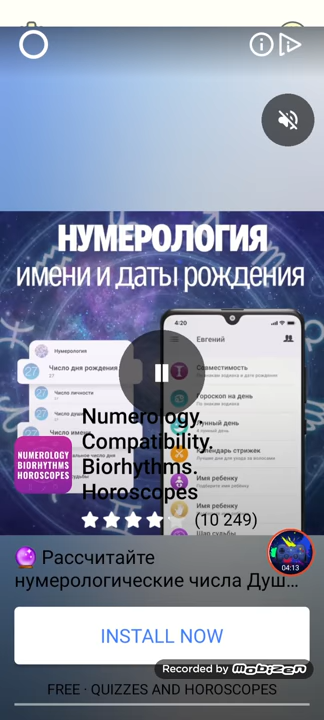 НУМЕРОЛОГИЯ
имени и даты рождения
4:20
Нумерология
Евгений
27
Число дня рождения
Совместимость
Число личности
Гороскоп на день
Лунный день
Календарь стрижек
Имя ребенку
Имя ребенку
NUMEROLOGY
BIORHYTHMS
HOROSCOPES
Numerology,
Compatibility.
Biorhythms.
Horoscopes
(10 249)
🔮 Рассчитайте
нумерологические числа Душ...
04:13
INSTALL NOW
Recorded by MOBIZEN
FREE · QUIZZES AND HOROSCOPES